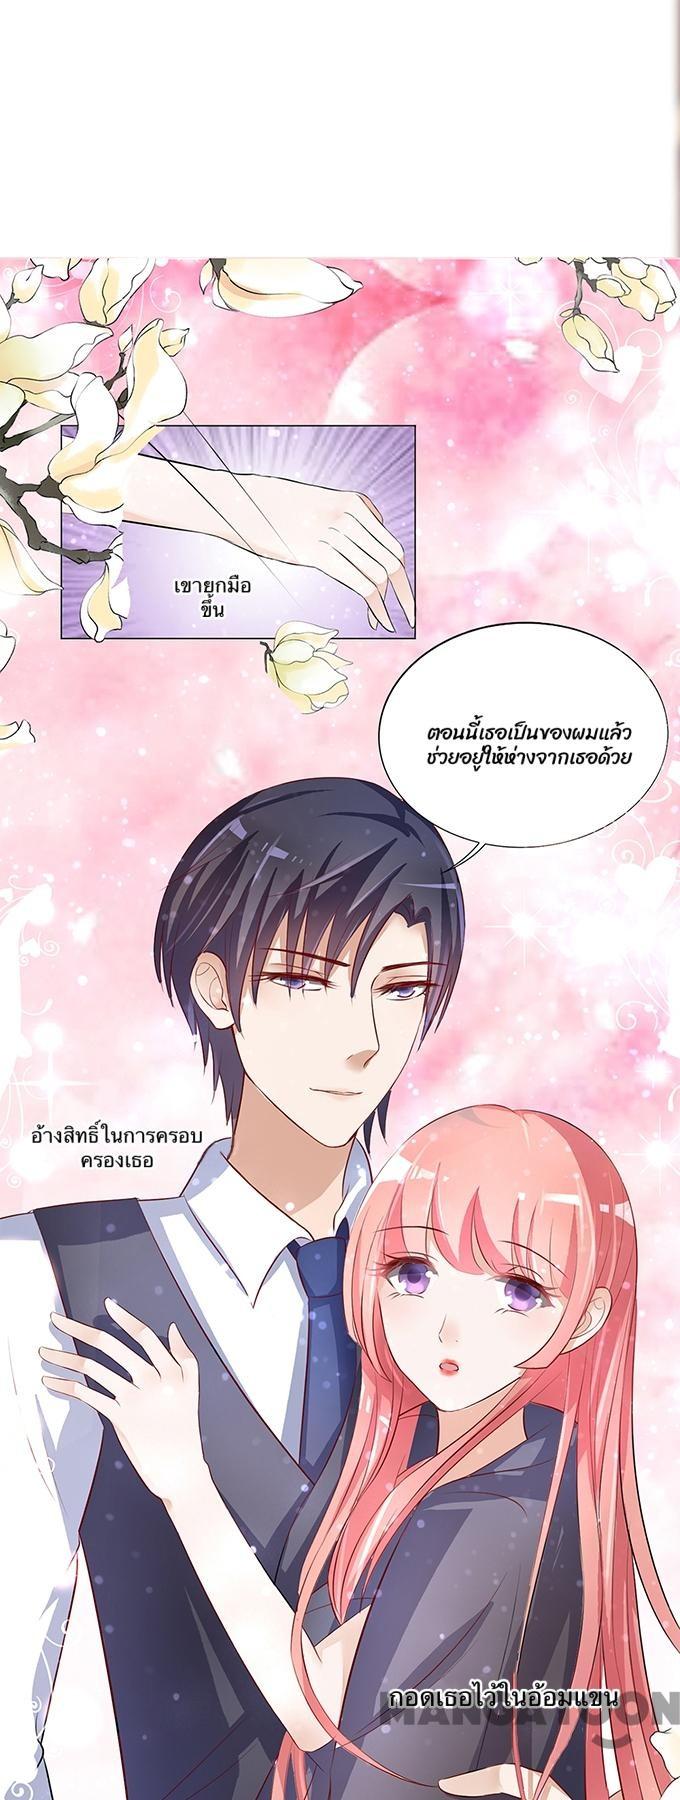 เขายกมือ
ขึ้น
ตอนนี้เธอเป็นของผมแล้ว
ช่วยอยู่ให้ห่างจากเธอด้วย
อ้างสิทธิ์ในการครอบ
ครองเธอ
กอดเธอไว้ในอ้อมแขน
MANGATOON